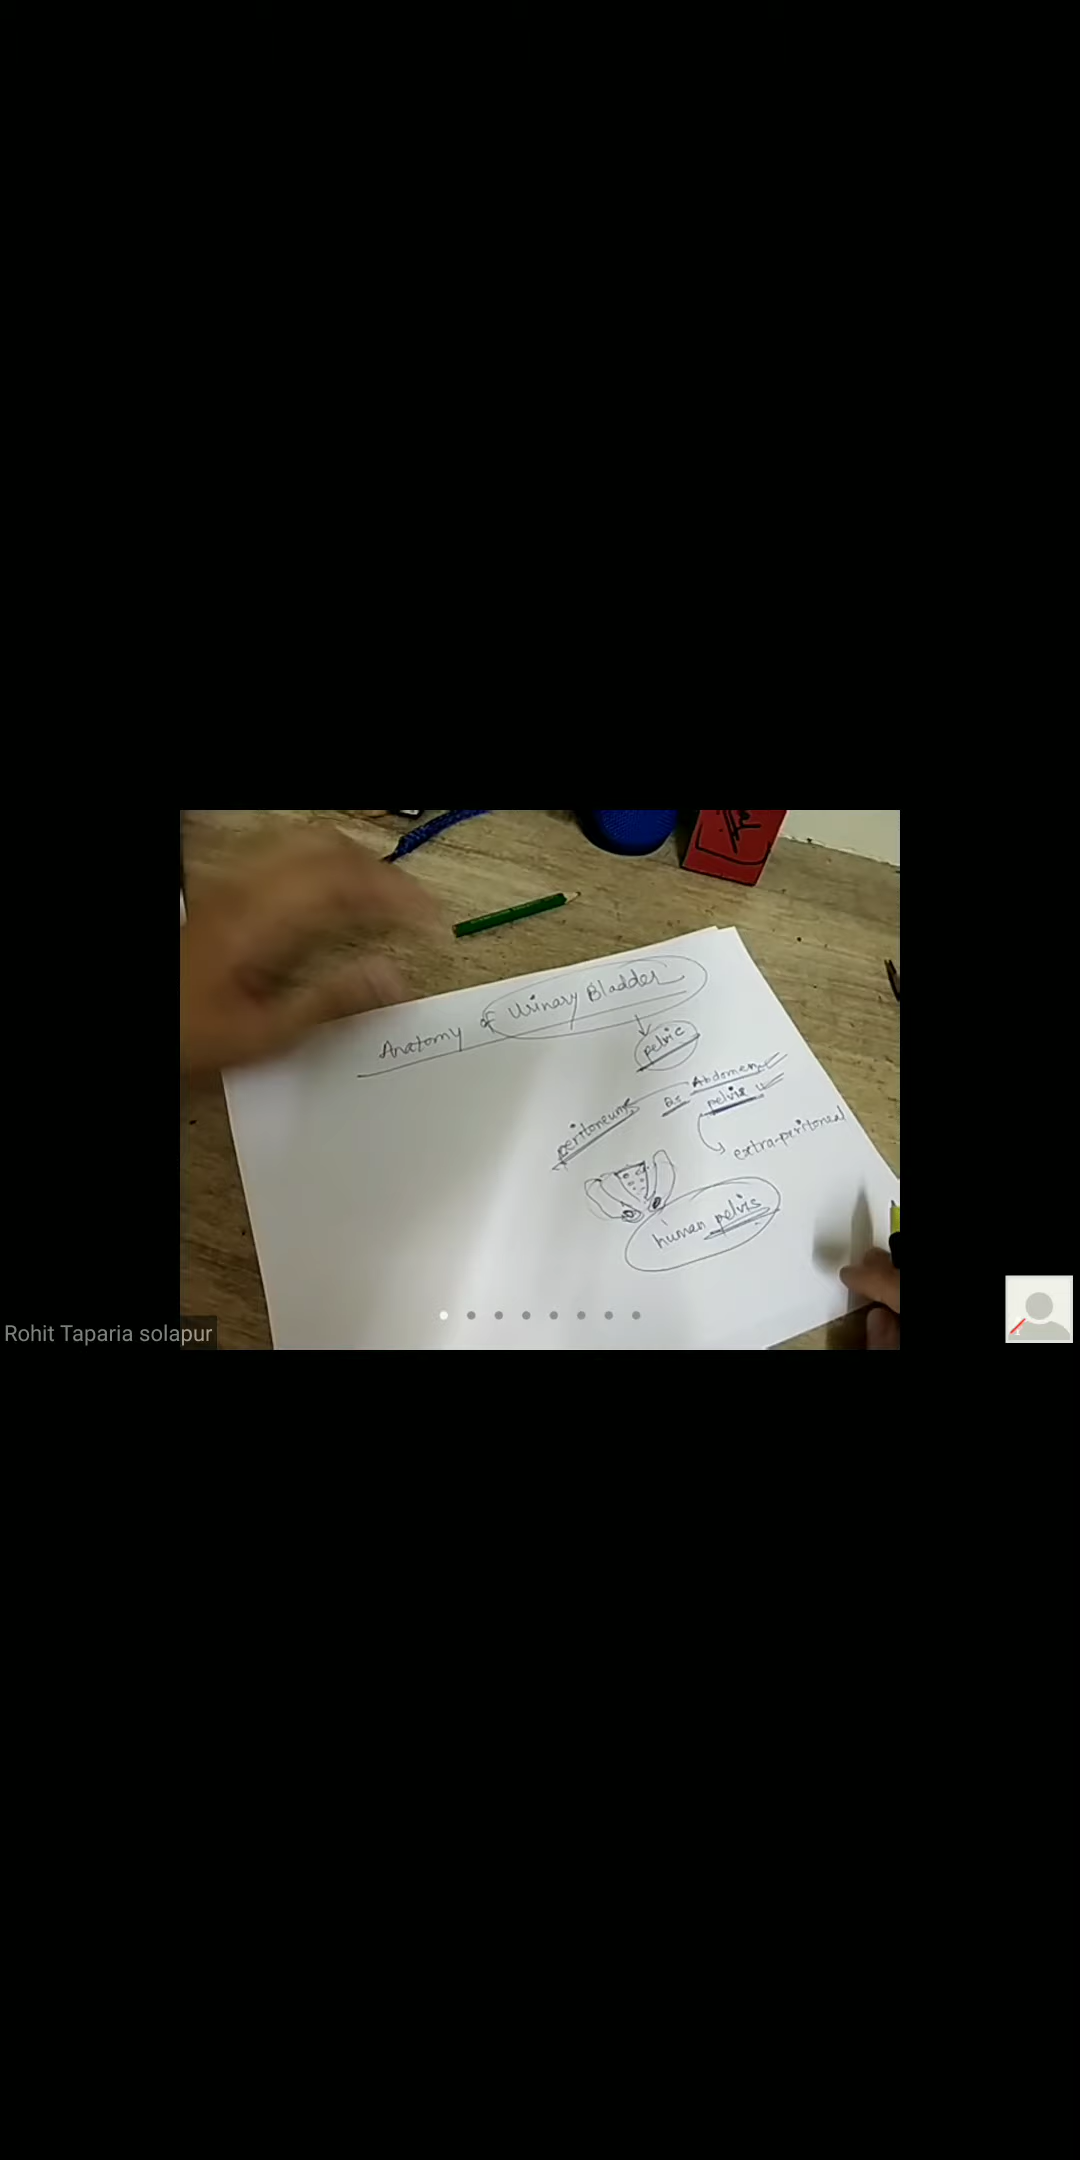 Anatomy of Urinary Bladder
pelvic
Abdomen
peritoneum
pelvis
extra-peritoneal
human pelvis
Rohit Taparia solapur